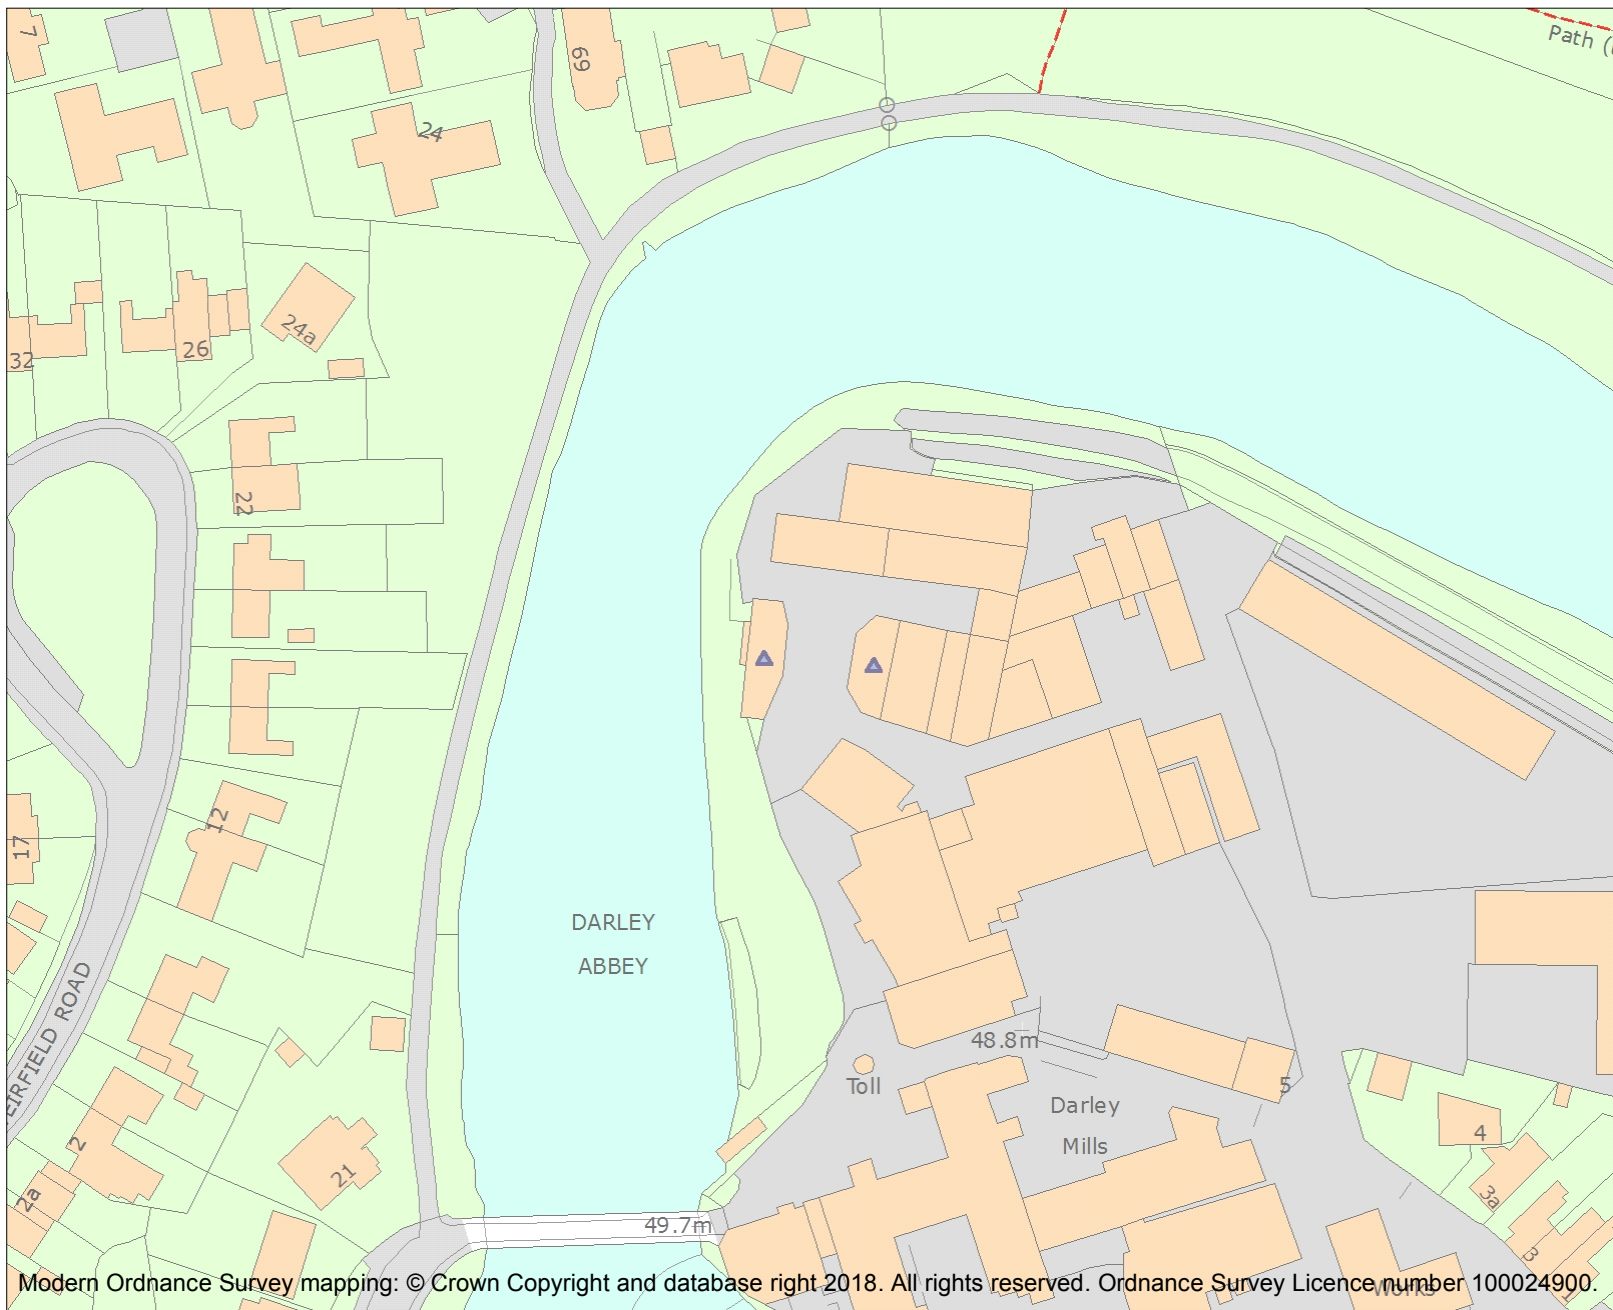 7
69
Path (
24
24a
26
32
22
12
17
DARLEY
ABBEY
48.8m
Toll
5
Darley
Mills
EIRFIELD ROAD
2
4
21
2a
3a
49.7m
3
Works
Modern Ordnance Survey mapping: © Crown Copyright and database right 2018. All rights reserved. Ordnance Survey Licence number 100024900.